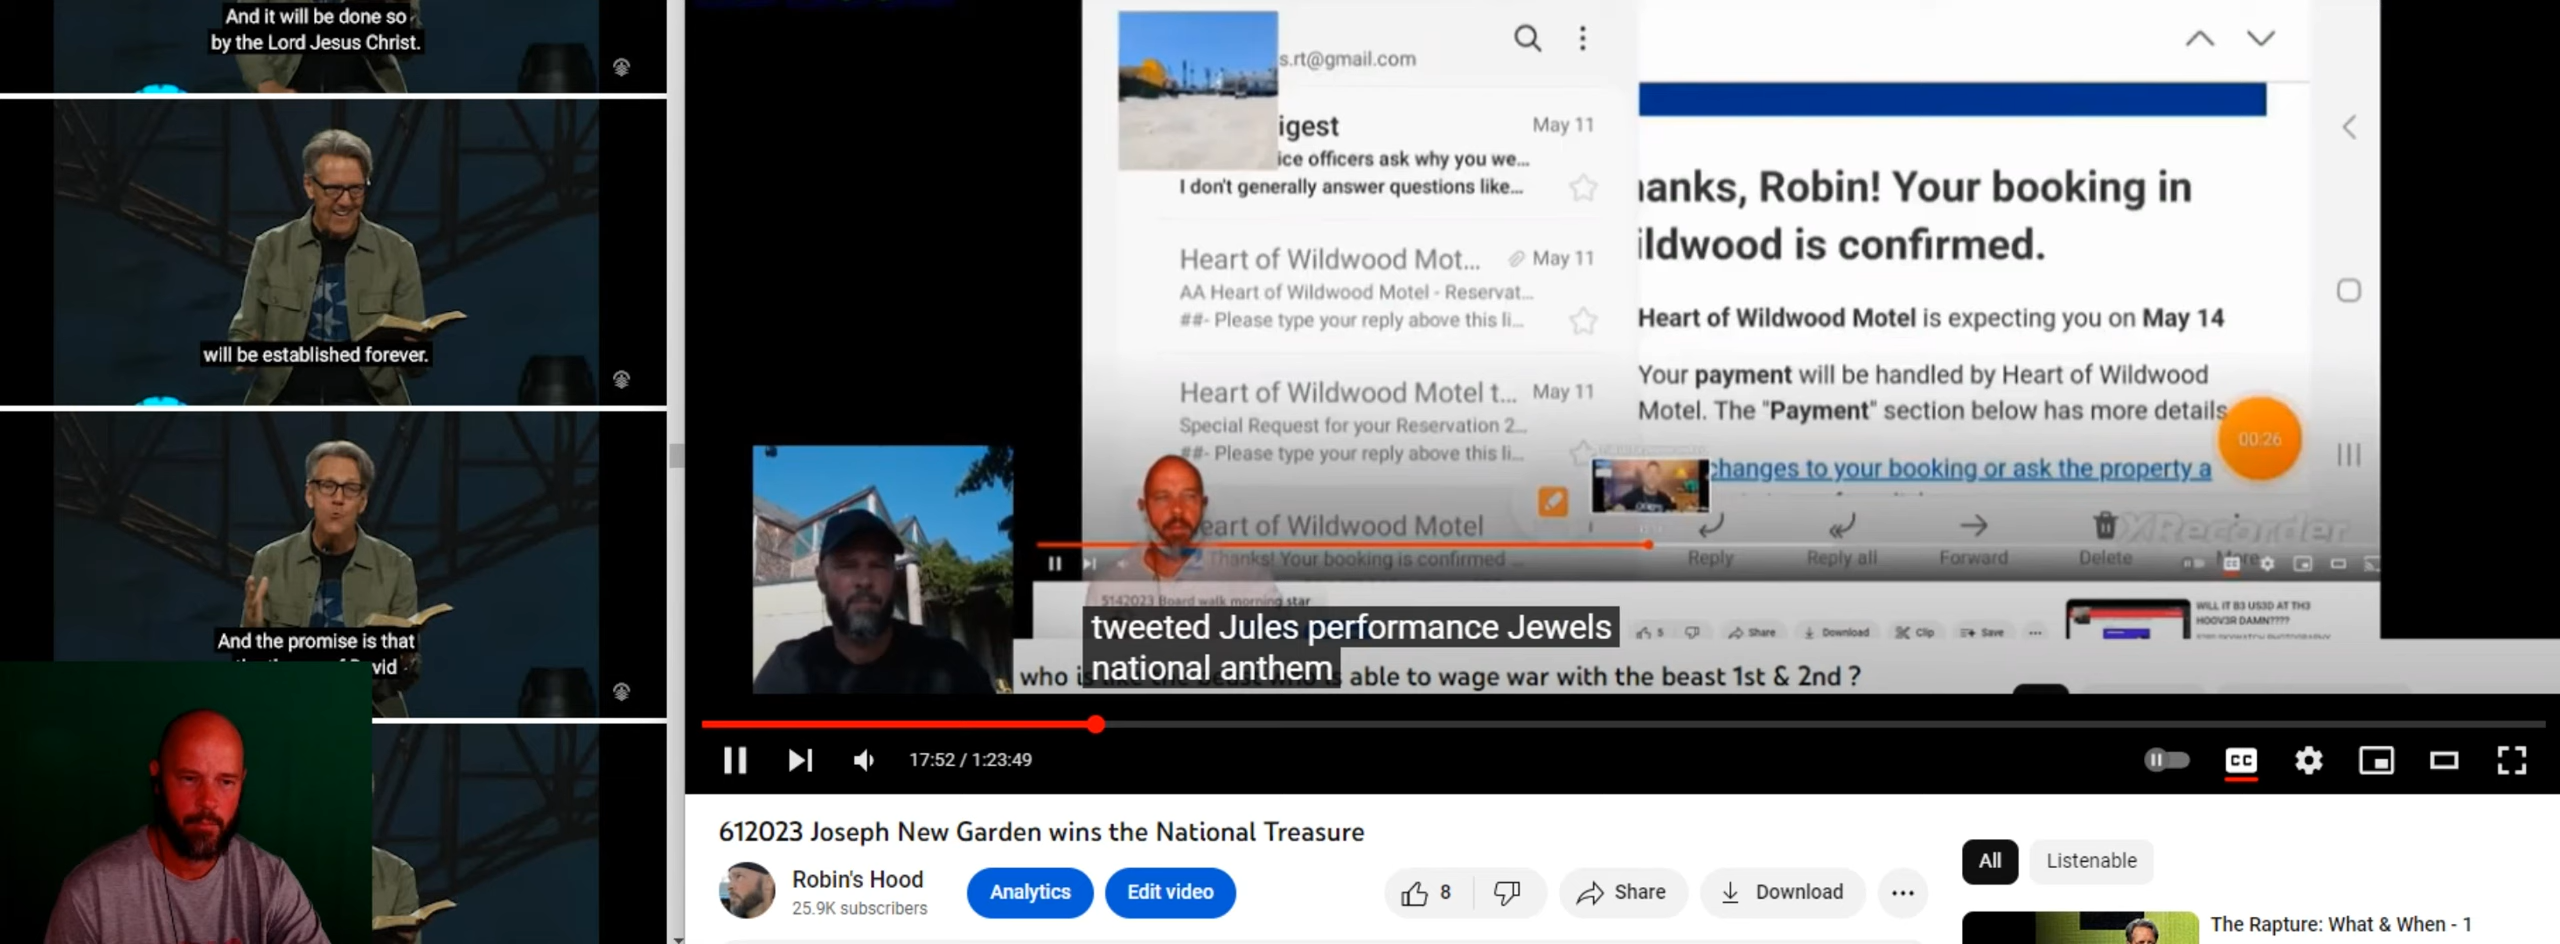 And it will be done so
by the Lord Jesus Christ.
will be established forever.
And the promise is that
vid
s.rt@gmail.com
igest
May 11
ice officers ask why you we...
I don't generally answer questions like...
Heart of Wildwood Mot...
May 11
AA Heart of Wildwood Motel - Reservat...
##- Please type your reply above this li...
Heart of Wildwood Motel t...
May 11
Special Request for your Reservation 2...
##- Please type your reply above this li...
eart of Wildwood Motel
Thanks! Your booking is confirmed
anks, Robin! Your booking in
ildwood is confirmed.
Heart of Wildwood Motel is expecting you on May 14
Your payment will be handled by Heart of Wildwood
Motel. The "Payment" section below has more details
00:26
changes to your booking or ask the property a
XRecorder
Reply
Reply all
Forward
Delete
More
5142023 Board walk morning star
5
Share
Download
Clip
Save
WILL IT B3 US3D AT TH3
HOOV3R DAMN????
tweeted Jules performance Jewels
national anthem
who is
able to wage war with the beast 1st & 2nd ?
17:52 / 1:23:49
CC
612023 Joseph New Garden wins the National Treasure
Robin's Hood
25.9K subscribers
Analytics
Edit video
8
Share
Download
All
Listenable
The Rapture: What & When - 1